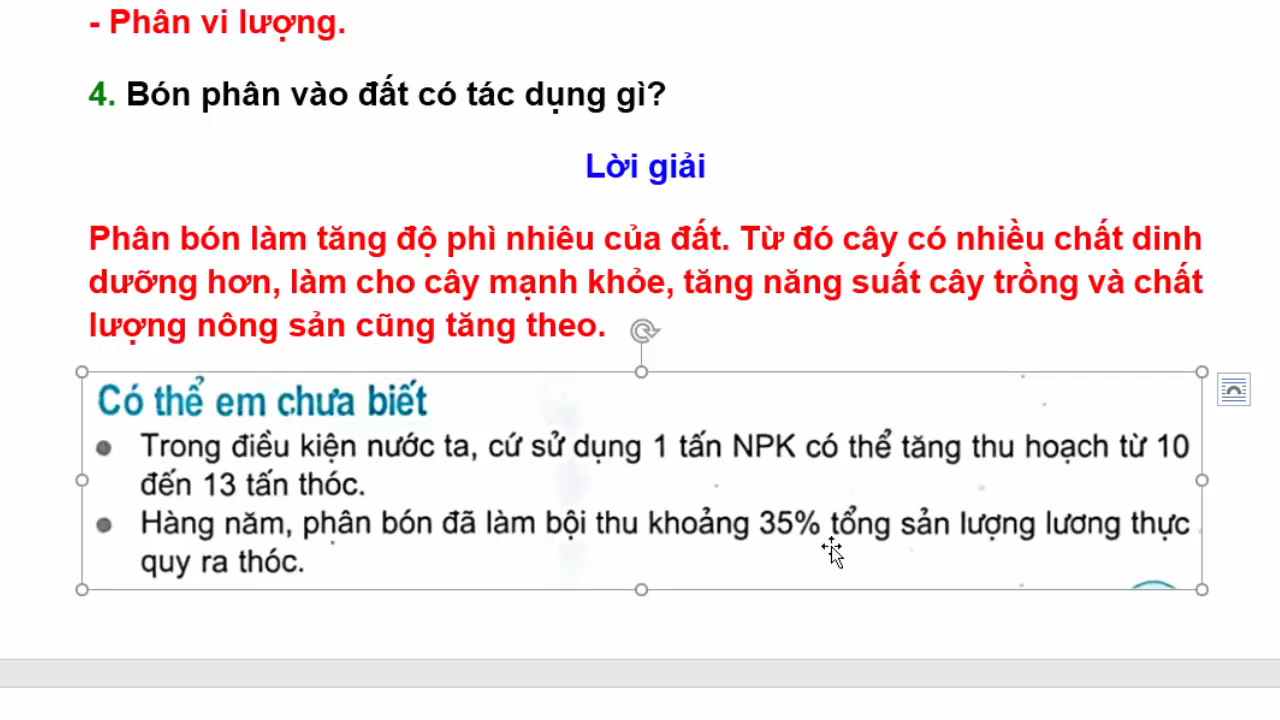 - Phân vi lượng.
4. Bón phân vào đất có tác dụng gì?
Lời giải
Phân bón làm tăng độ phì nhiêu của đất. Từ đó cây có nhiều chất dinh
dưỡng hơn, làm cho cây mạnh khỏe, tăng năng suất cây trồng và chất
lượng nông sản cũng tăng theo.
Có thể em chưa biết
● Trong điều kiện nước ta, cứ sử dụng 1 tấn NPK có thể tăng thu hoạch từ 10
đến 13 tấn thóc.
● Hàng năm, phân bón đã làm bội thu khoảng 35% tổng sản lượng lương thực
quy ra thóc.